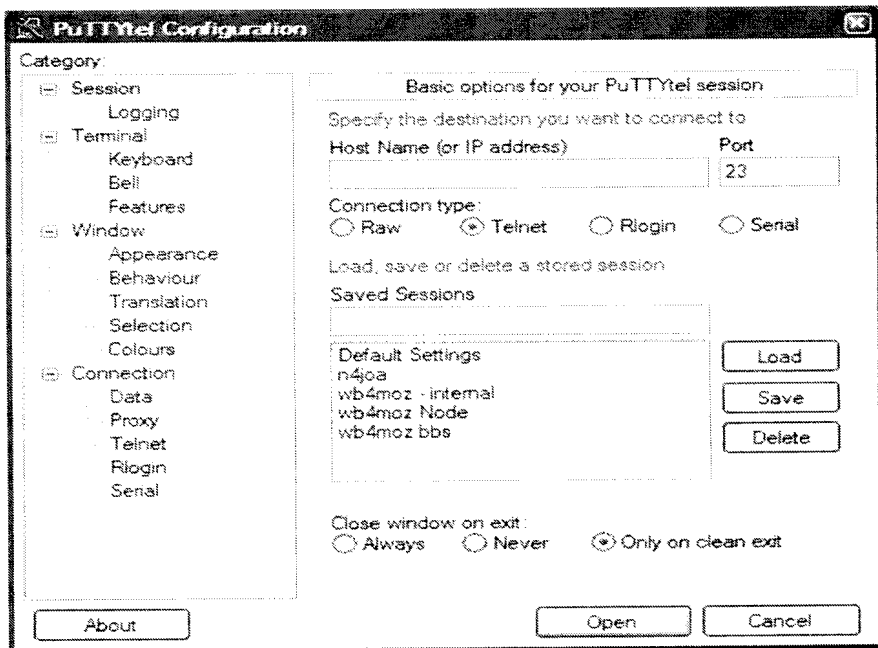 PuTTYtel Configuration
Category:
Session
Logging
Terminal
Keyboard
Bell
Features
Window
Appearance
Behaviour
Translation
Selection
Colours
Connection
Data
Proxy
Telnet
Rlogin
Serial
Basic options for your PuTTYtel session
Specify the destination you want to connect to
Host Name (or IP address) Port
23
Connection type:
Raw Telnet Rlogin Serial
Load, save or delete a stored session
Saved Sessions
Default Settings
n4joa
wb4moz - internal
wb4moz Node
wb4moz bbs
Load
Save
Delete
Close window on exit:
Always Never Only on clean exit
About Open Cancel